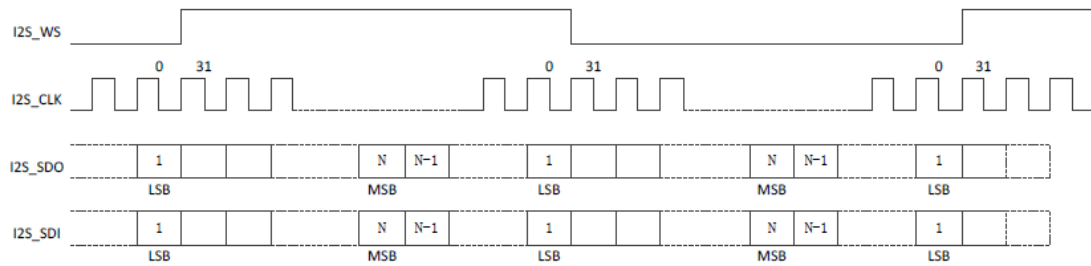 I2S_WS
0 31 0 31 0 31
I2S_CLK
I2S_SDO 1 N N-1 1 N N-1 1
LSB MSB LSB MSB LSB
I2S_SDI 1 N N-1 1 N N-1 1
LSB MSB LSB MSB LSB